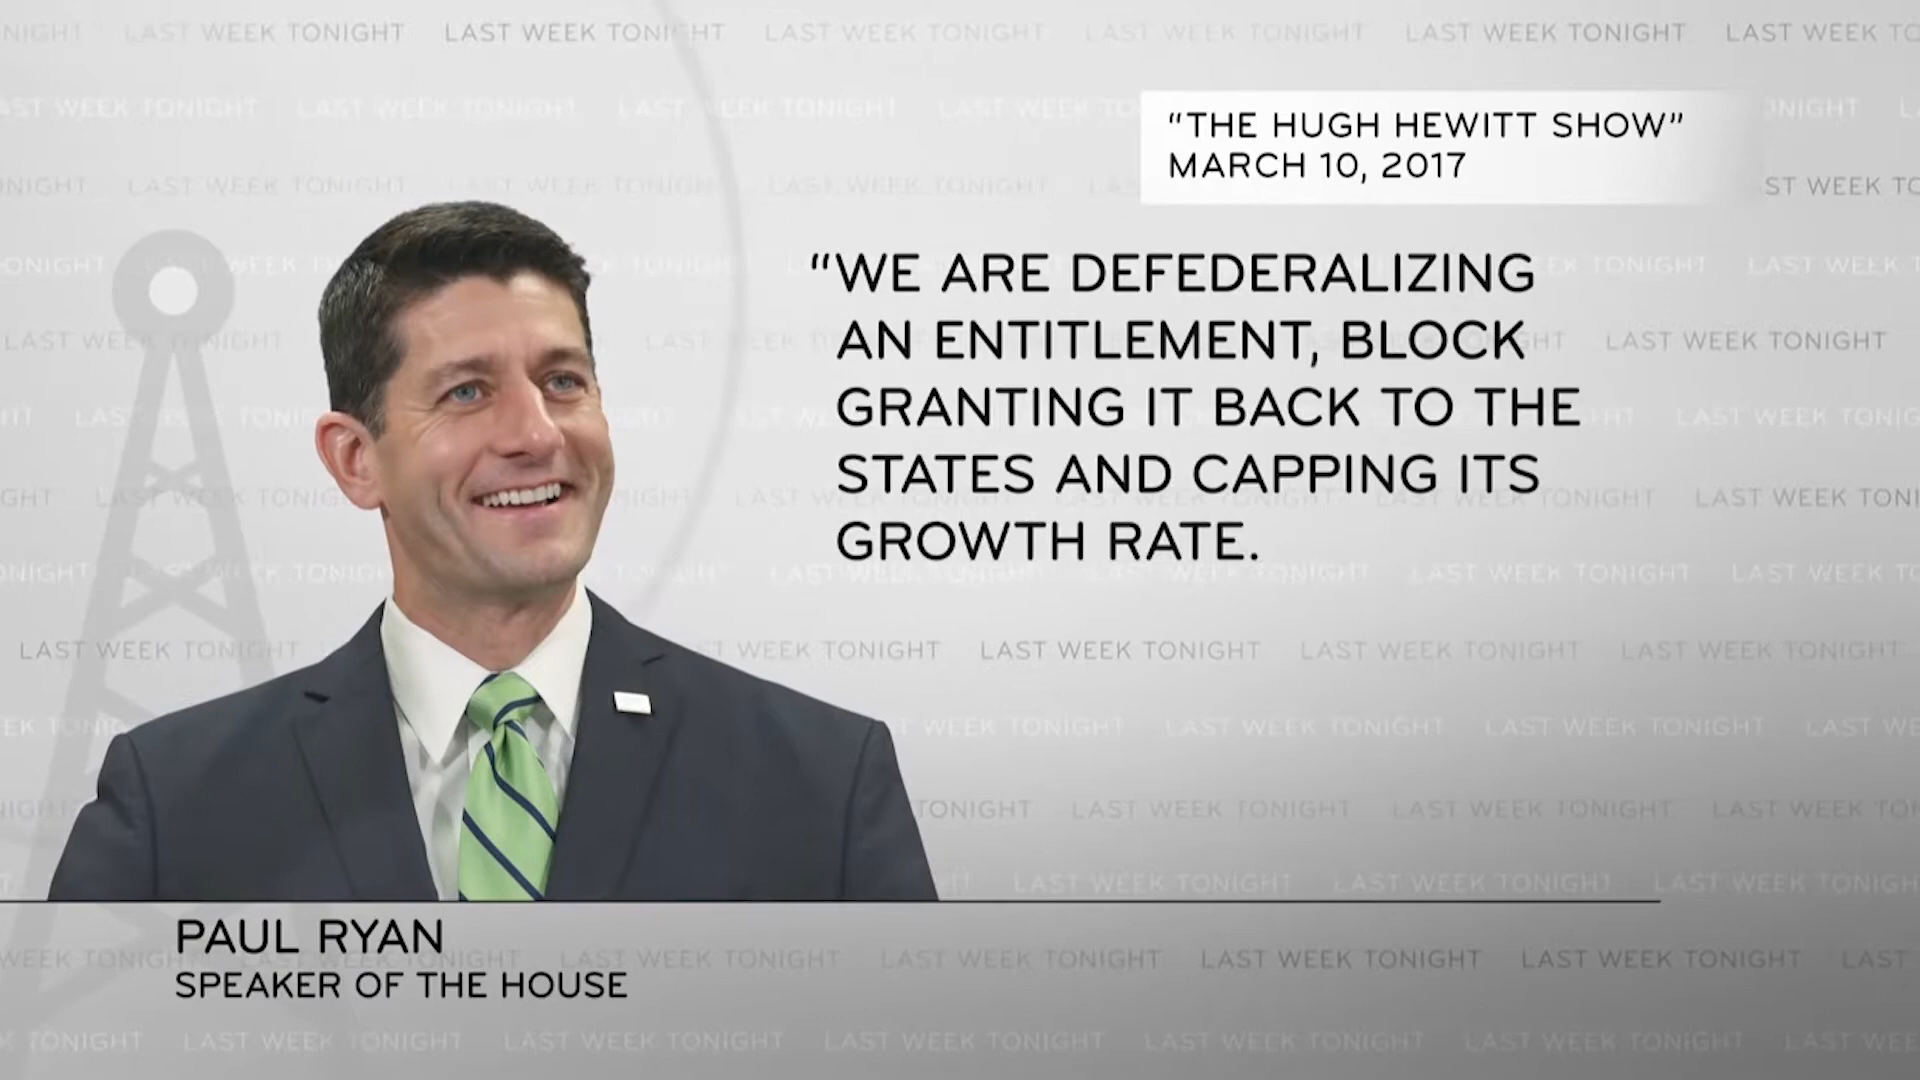 “THE HUGH HEWITT SHOW”
MARCH 10, 2017
“WE ARE DEFEDERALIZING
AN ENTITLEMENT, BLOCK
GRANTING IT BACK TO THE
STATES AND CAPPING ITS
GROWTH RATE.
PAUL RYAN
SPEAKER OF THE HOUSE
LAST WEEK TONIGHT